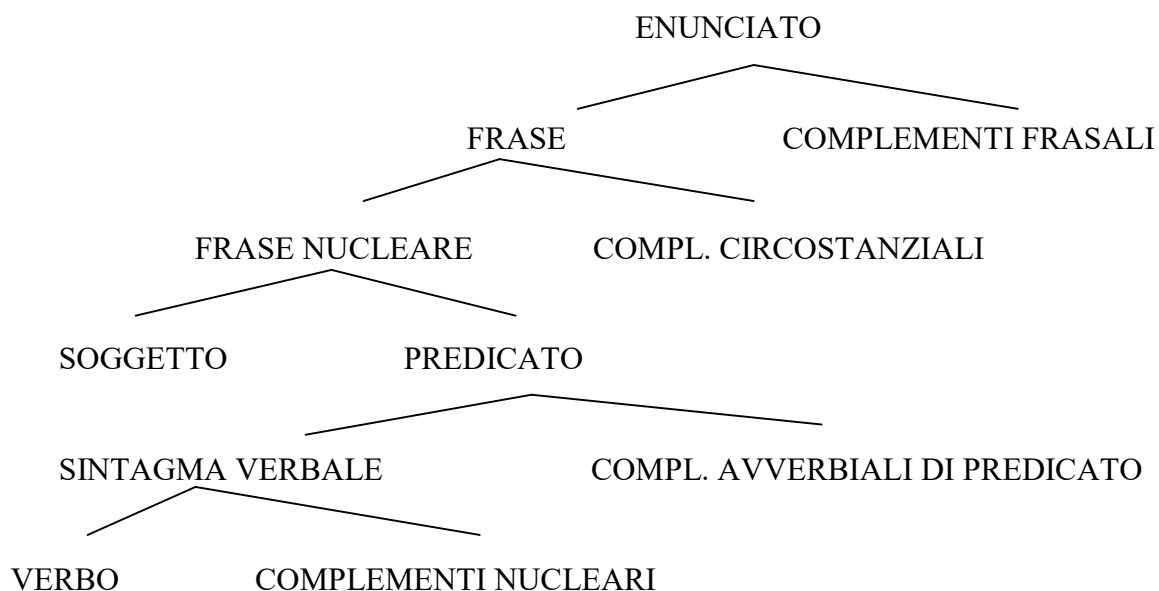 ENUNCIATO
FRASE COMPLEMENTI FRASALI
FRASE NUCLEARE COMPL. CIRCOSTANZIALI
SOGGETTO PREDICATO
SINTAGMA VERBALE COMPL. AVVERBIALI DI PREDICATO
VERBO COMPLEMENTI NUCLEARI